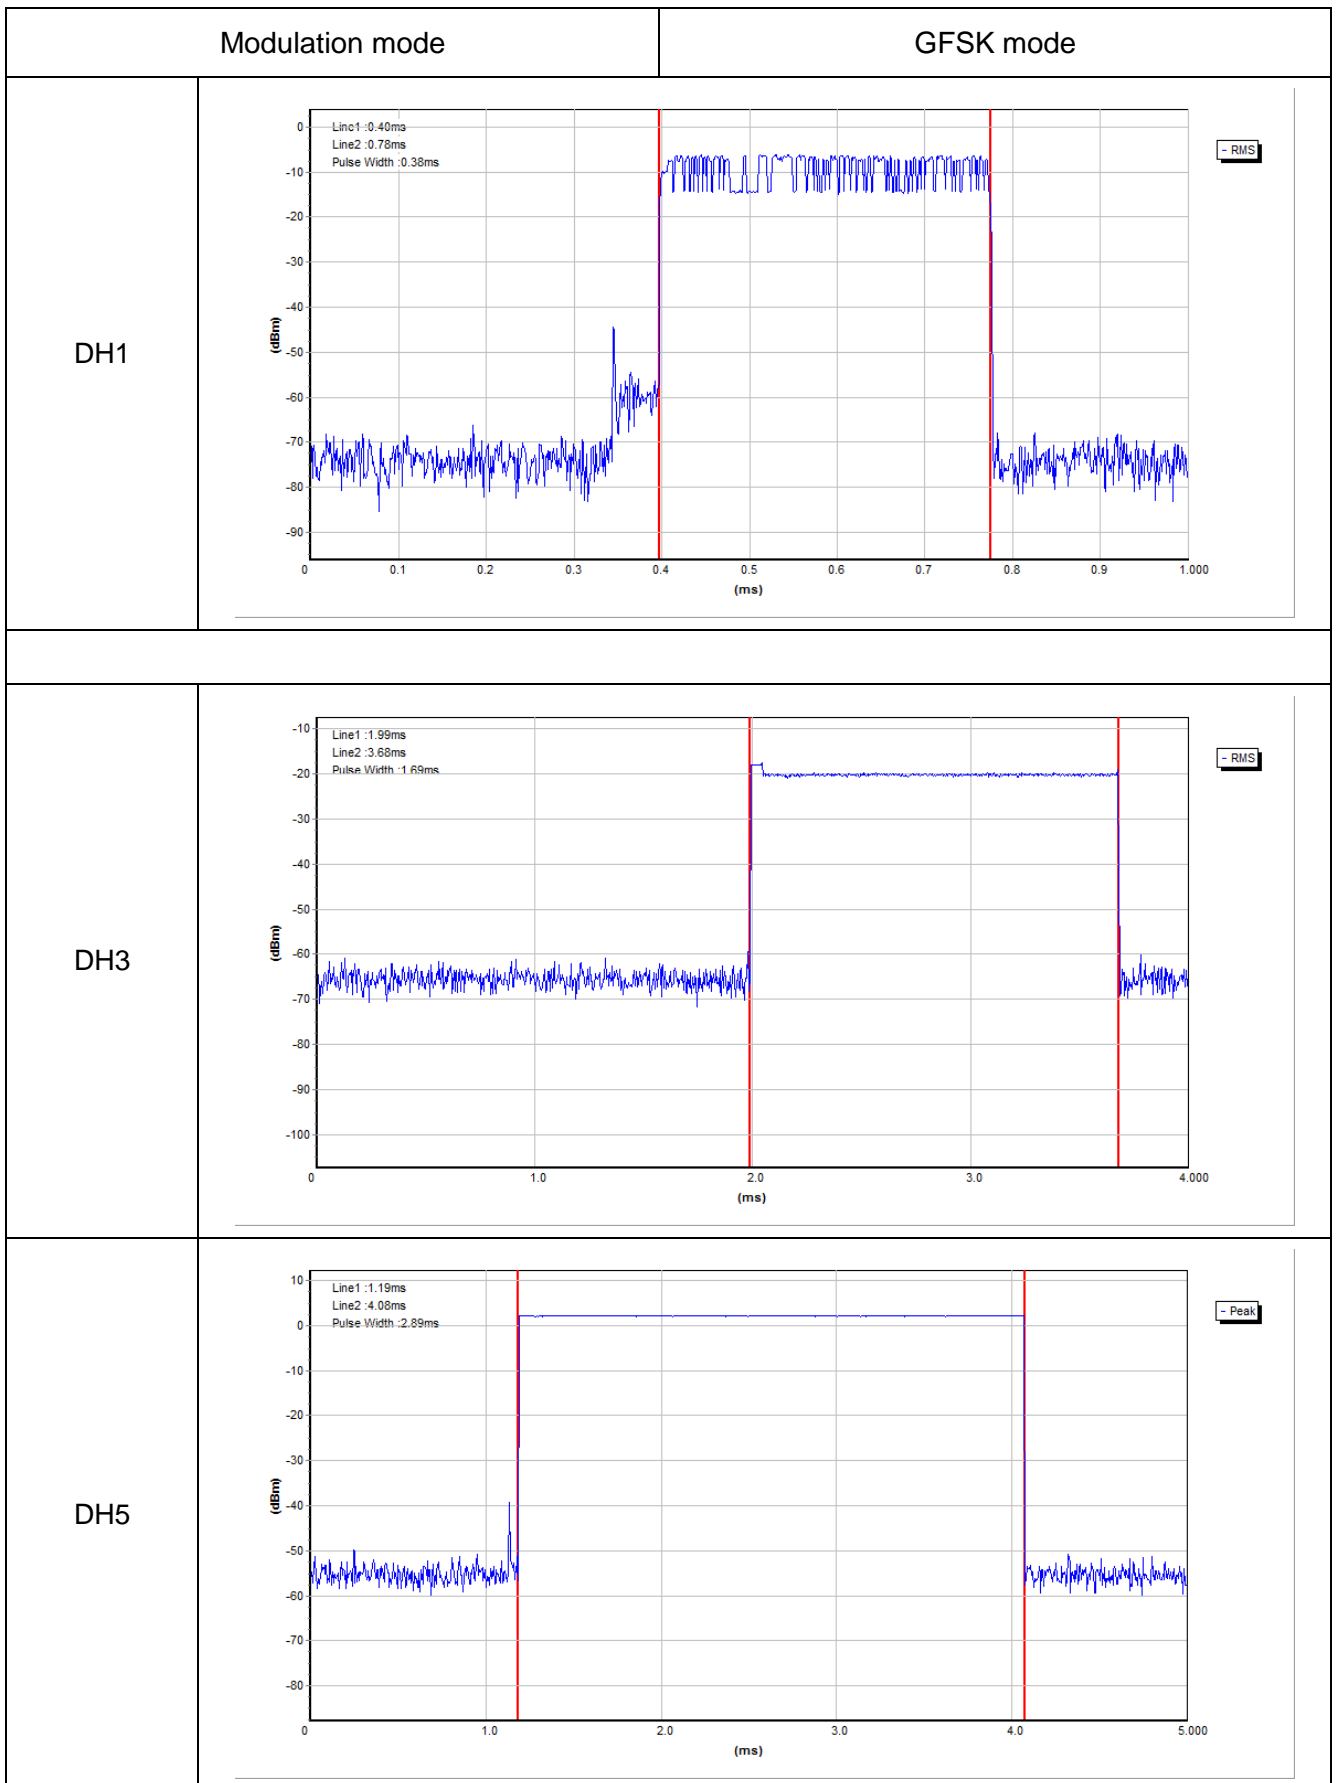 Modulation mode
GFSK mode
DH1
Line1 :0.40ms
Line2 :0.78ms
Pulse Width :0.38ms
RMS
0
-10
-20
-30
-40
-50
-60
-70
-80
-90
(dBm)
0 0.1 0.2 0.3 0.4 0.5 0.6 0.7 0.8 0.9 1.000
(ms)
DH3
Line1 :1.99ms
Line2 :3.68ms
Pulse Width :1.69ms
RMS
-10
-20
-30
-40
-50
-60
-70
-80
-90
-100
(dBm)
0 1.0 2.0 3.0 4.000
(ms)
DH5
Line1 :1.19ms
Line2 :4.08ms
Pulse Width :2.89ms
Peak
10
0
-10
-20
-30
-40
-50
-60
-70
-80
(dBm)
0 1.0 2.0 3.0 4.0 5.000
(ms)